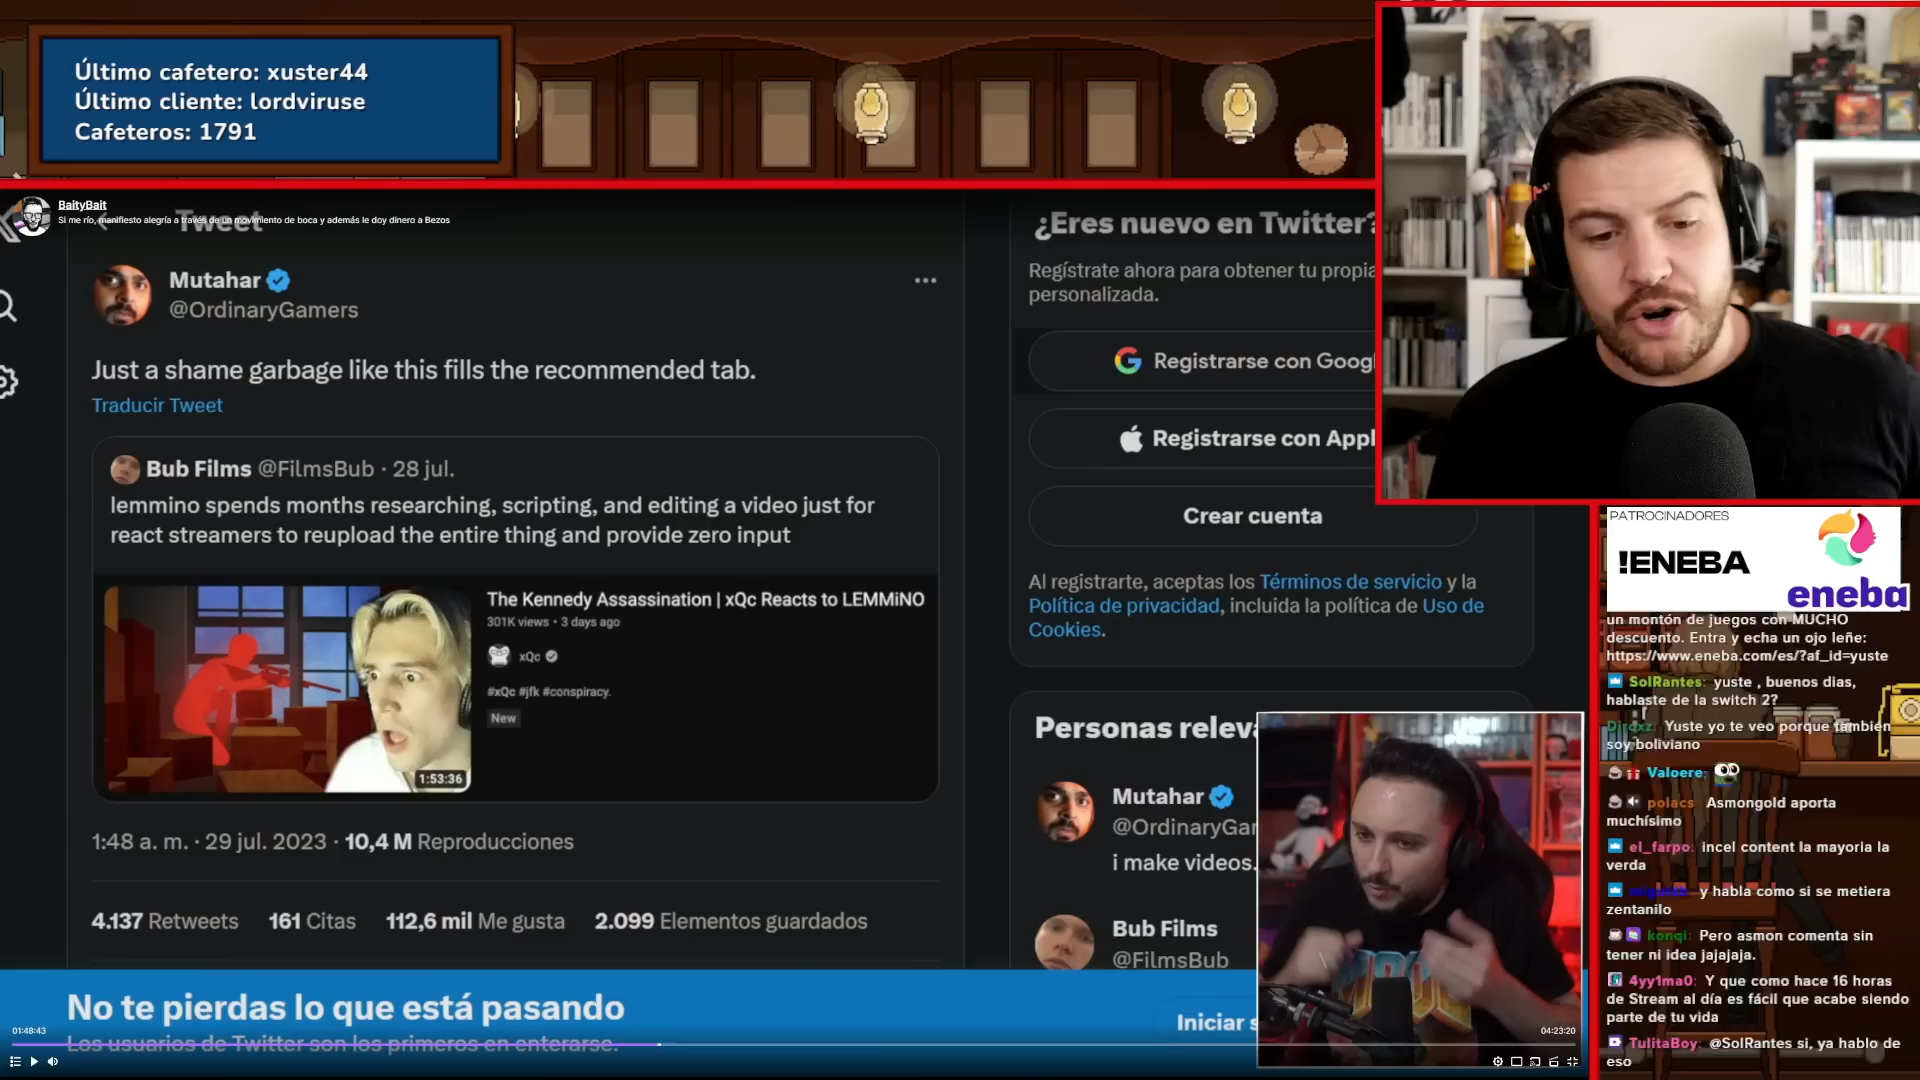 Último cafetero: xuster44
Último cliente: lordviruse
Cafeteros: 1791
BaityBait
Si me río, manifiesto alegría a través de un movimiento de boca y además le doy dinero a Bezos
Tweet
Mutahar
@OrdinaryGamers
Just a shame garbage like this fills the recommended tab.
Traducir Tweet
Bub Films @FilmsBub · 28 jul.
lemmino spends months researching, scripting, and editing a video just for
react streamers to reupload the entire thing and provide zero input
The Kennedy Assassination | xQc Reacts to LEMMiNO
301K views • 3 days ago
xQc
#xQc #jfk #conspiracy.
New
1:53:36
1:48 a. m. · 29 jul. 2023 · 10,4 M Reproducciones
4.137 Retweets 161 Citas 112,6 mil Me gusta 2.099 Elementos guardados
¿Eres nuevo en Twitter?
Regístrate ahora para obtener tu propia
personalizada.
Registrarse con Googl
Registrarse con Appl
Crear cuenta
Al registrarte, aceptas los Términos de servicio y la
Política de privacidad, incluida la política de Uso de
Cookies.
Personas releva
Mutahar
@OrdinaryGar
i make videos.
Bub Films
@FilmsBub
No te pierdas lo que está pasando
Los usuarios de Twitter son los primeros en enterarse.
Iniciar s
01:48:43
04:23:20
PATROCINADORES
!ENEBA
eneba
un montón de juegos con MUCHO
descuento. Entra y echa un ojo leñe:
https://www.eneba.com/es/?af_id=yuste
SolRantes: yuste , buenos dias,
hablaste de la switch 2?
Yuste yo te veo porque también
soy boliviano
Valoere:
polacs Asmongold aporta
muchísimo
el_farpo: incel content la mayoria la
verda
y habla como si se metiera
zentanilo
konqi: Pero asmon comenta sin
tener ni idea jajajaja.
4yy1ma0: Y que como hace 16 horas
de Stream al día es fácil que acabe siendo
parte de tu vida
TulitaBoy: @SolRantes si, ya hablo de
eso